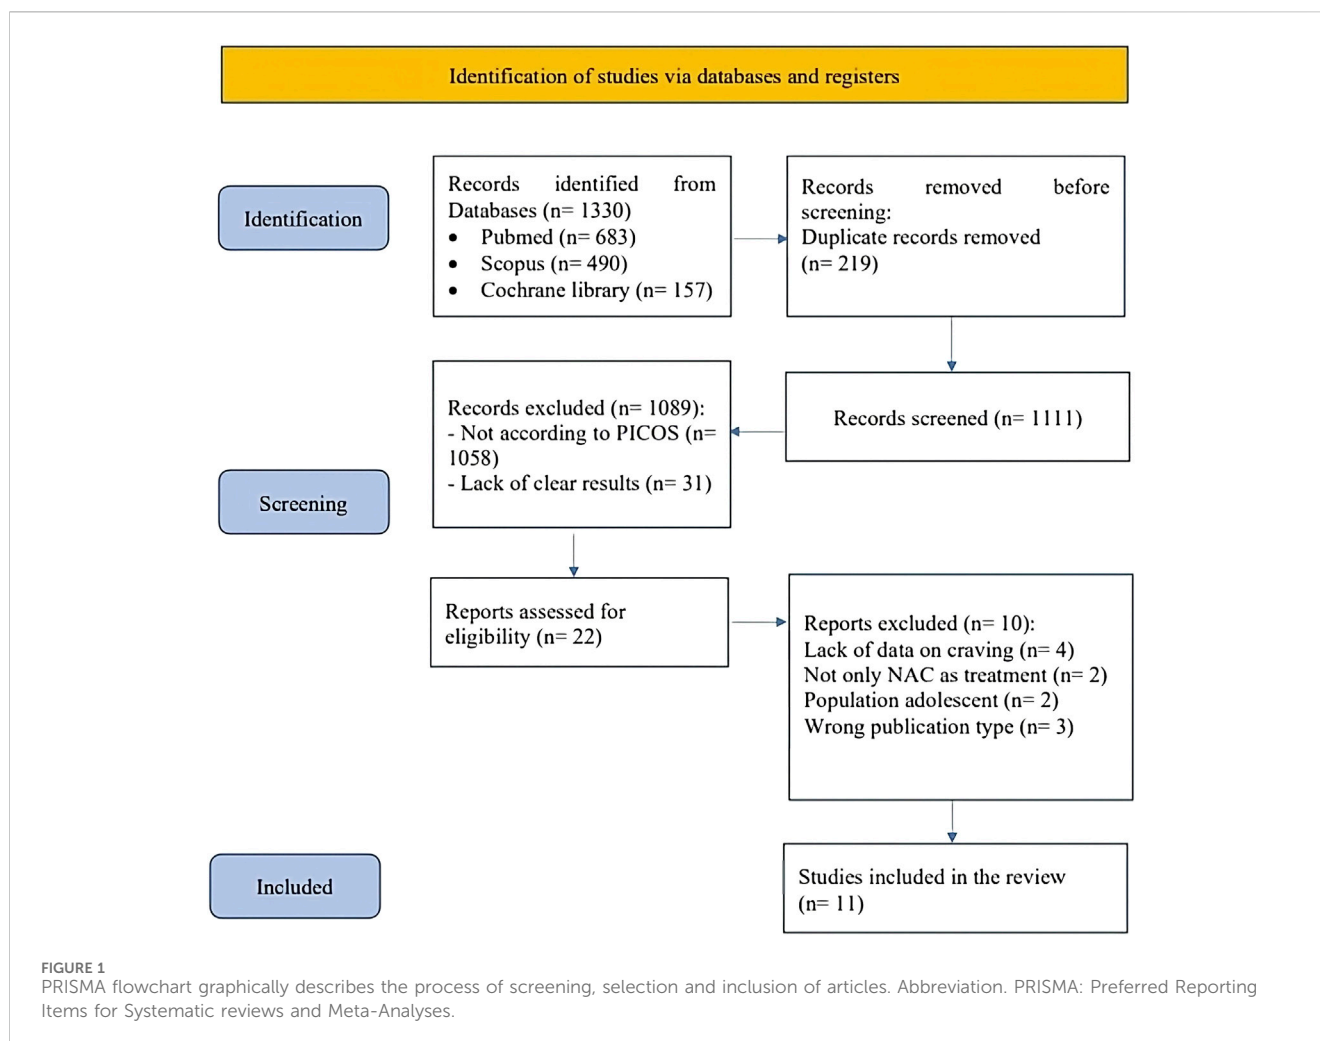 Identification of studies via databases and registers
Identification
Records identified from
Databases (n= 1330)
• Pubmed (n= 683)
• Scopus (n= 490)
• Cochrane library (n= 157)
Records removed before
screening:
Duplicate records removed
(n= 219)
Records screened (n= 1111)
Records excluded (n= 1089):
- Not according to PICOS (n=
1058)
- Lack of clear results (n= 31)
Screening
Reports assessed for
eligibility (n= 22)
Reports excluded (n= 10):
Lack of data on craving (n= 4)
Not only NAC as treatment (n= 2)
Population adolescent (n= 2)
Wrong publication type (n= 3)
Included
Studies included in the review
(n= 11)
FIGURE 1
PRISMA flowchart graphically describes the process of screening, selection and inclusion of articles. Abbreviation. PRISMA: Preferred Reporting
Items for Systematic reviews and Meta-Analyses.